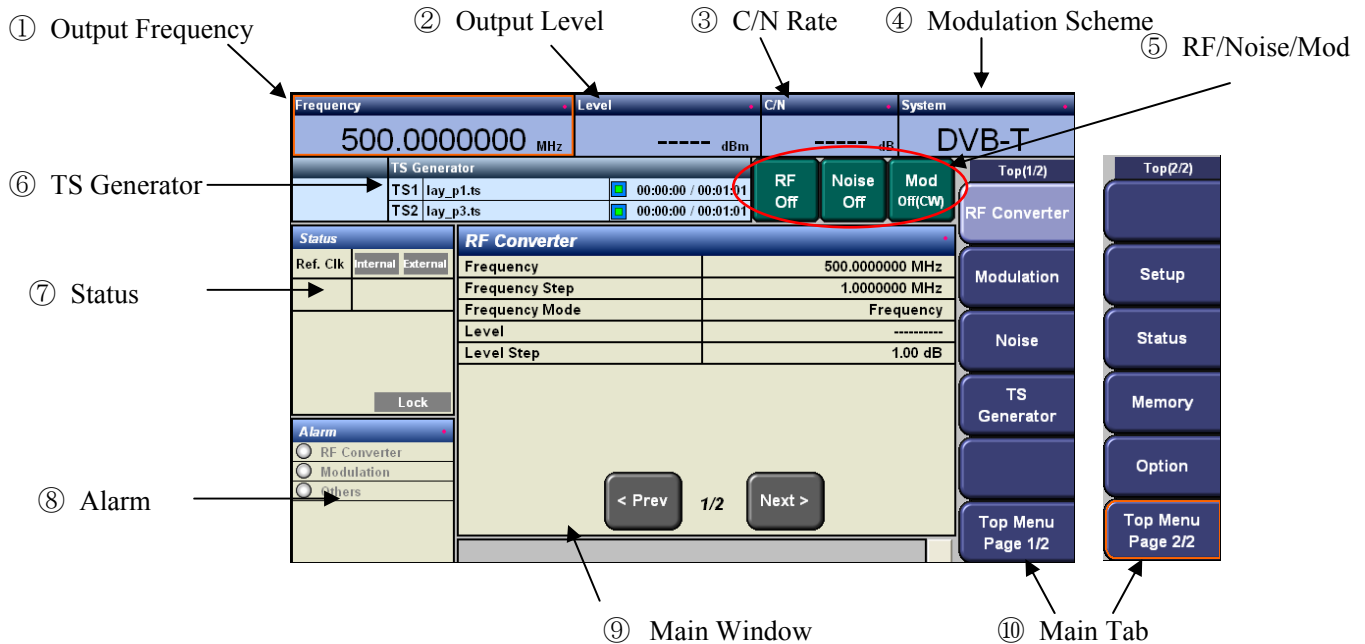 ① Output Frequency
② Output Level
③ C/N Rate
④ Modulation Scheme
⑤ RF/Noise/Mod
Frequency
500.0000000 MHz
Level
----- dBm
C/N
----- dB
System
DVB-T
⑥ TS Generator
TS Generator
TS1 lay_p1.ts 00:00:00 / 00:01:01
TS2 lay_p3.ts 00:00:00 / 00:01:01
RF
Off
Noise
Off
Mod
Off(CW)
Top(1/2)
RF Converter
Modulation
Noise
TS
Generator
Top Menu
Page 1/2
Top(2/2)
Setup
Status
Memory
Option
Top Menu
Page 2/2
⑦ Status
Status
Ref. Clk Internal External
Lock
RF Converter
Frequency 500.0000000 MHz
Frequency Step 1.0000000 MHz
Frequency Mode Frequency
Level ----------
Level Step 1.00 dB
< Prev 1/2 Next >
⑧ Alarm
Alarm
RF Converter
Modulation
Others
⑨ Main Window
⑩ Main Tab